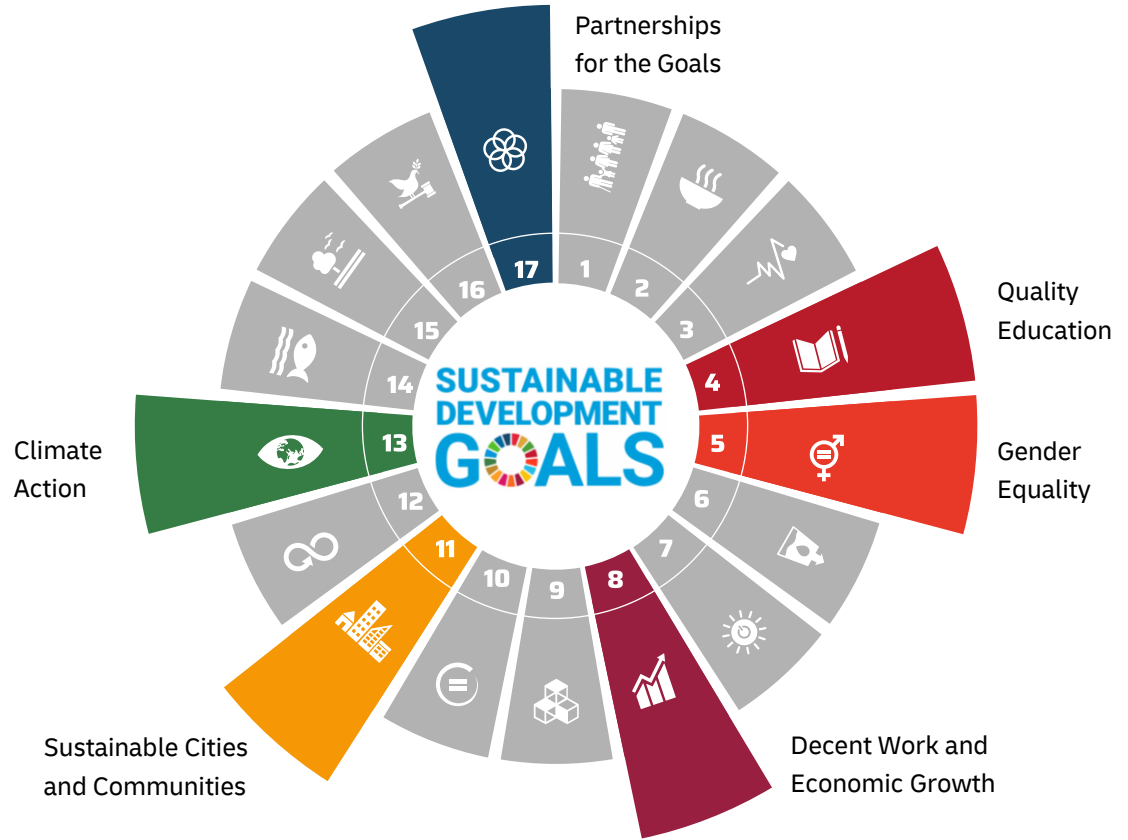 Partnerships
for the Goals
17
1
2
3
4
5
6
7
8
9
10
11
12
13
14
15
16
Quality
Education
Gender
Equality
Decent Work and
Economic Growth
Sustainable Cities
and Communities
Climate
Action
SUSTAINABLE
DEVELOPMENT
GOALS